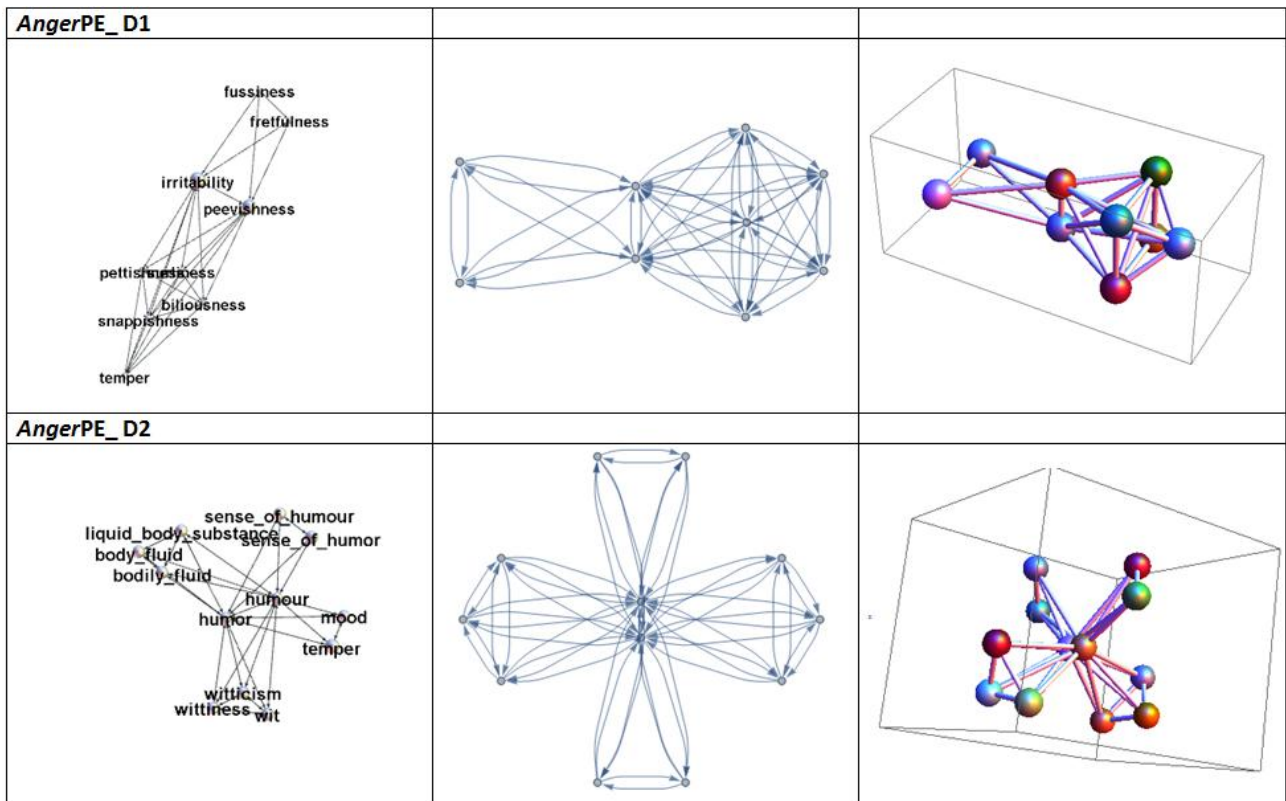 AngerPE_ D1
fussiness
fretfulness
irritability
peevishness
pettishness
biliousness
snappishness
temper
AngerPE_ D2
sense_of_humour
liquid_body_substance
sense_of_humor
body_fluid
bodily_fluid
humour
humor
mood
temper
witticism
wittiness
wit